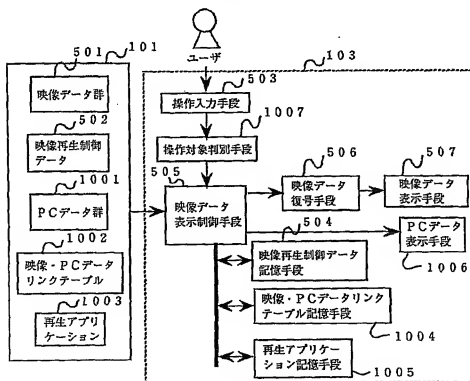 ユーザ
101
501
映像データ群
502
映像再生制御
データ
1001
PCデータ群
1002
映像・PCデータ
リンクテーブル
1003
再生アプリ
ケーション
103
503
操作入力手段
1007
操作対象判別手段
505
映像データ
表示制御手段
506
映像データ
復号手段
507
映像データ
表示手段
PCデータ
表示手段
1006
504
映像再生制御データ
記憶手段
映像・PCデータリンク
テーブル記憶手段
1004
再生アプリケー
ション記憶手段
1005